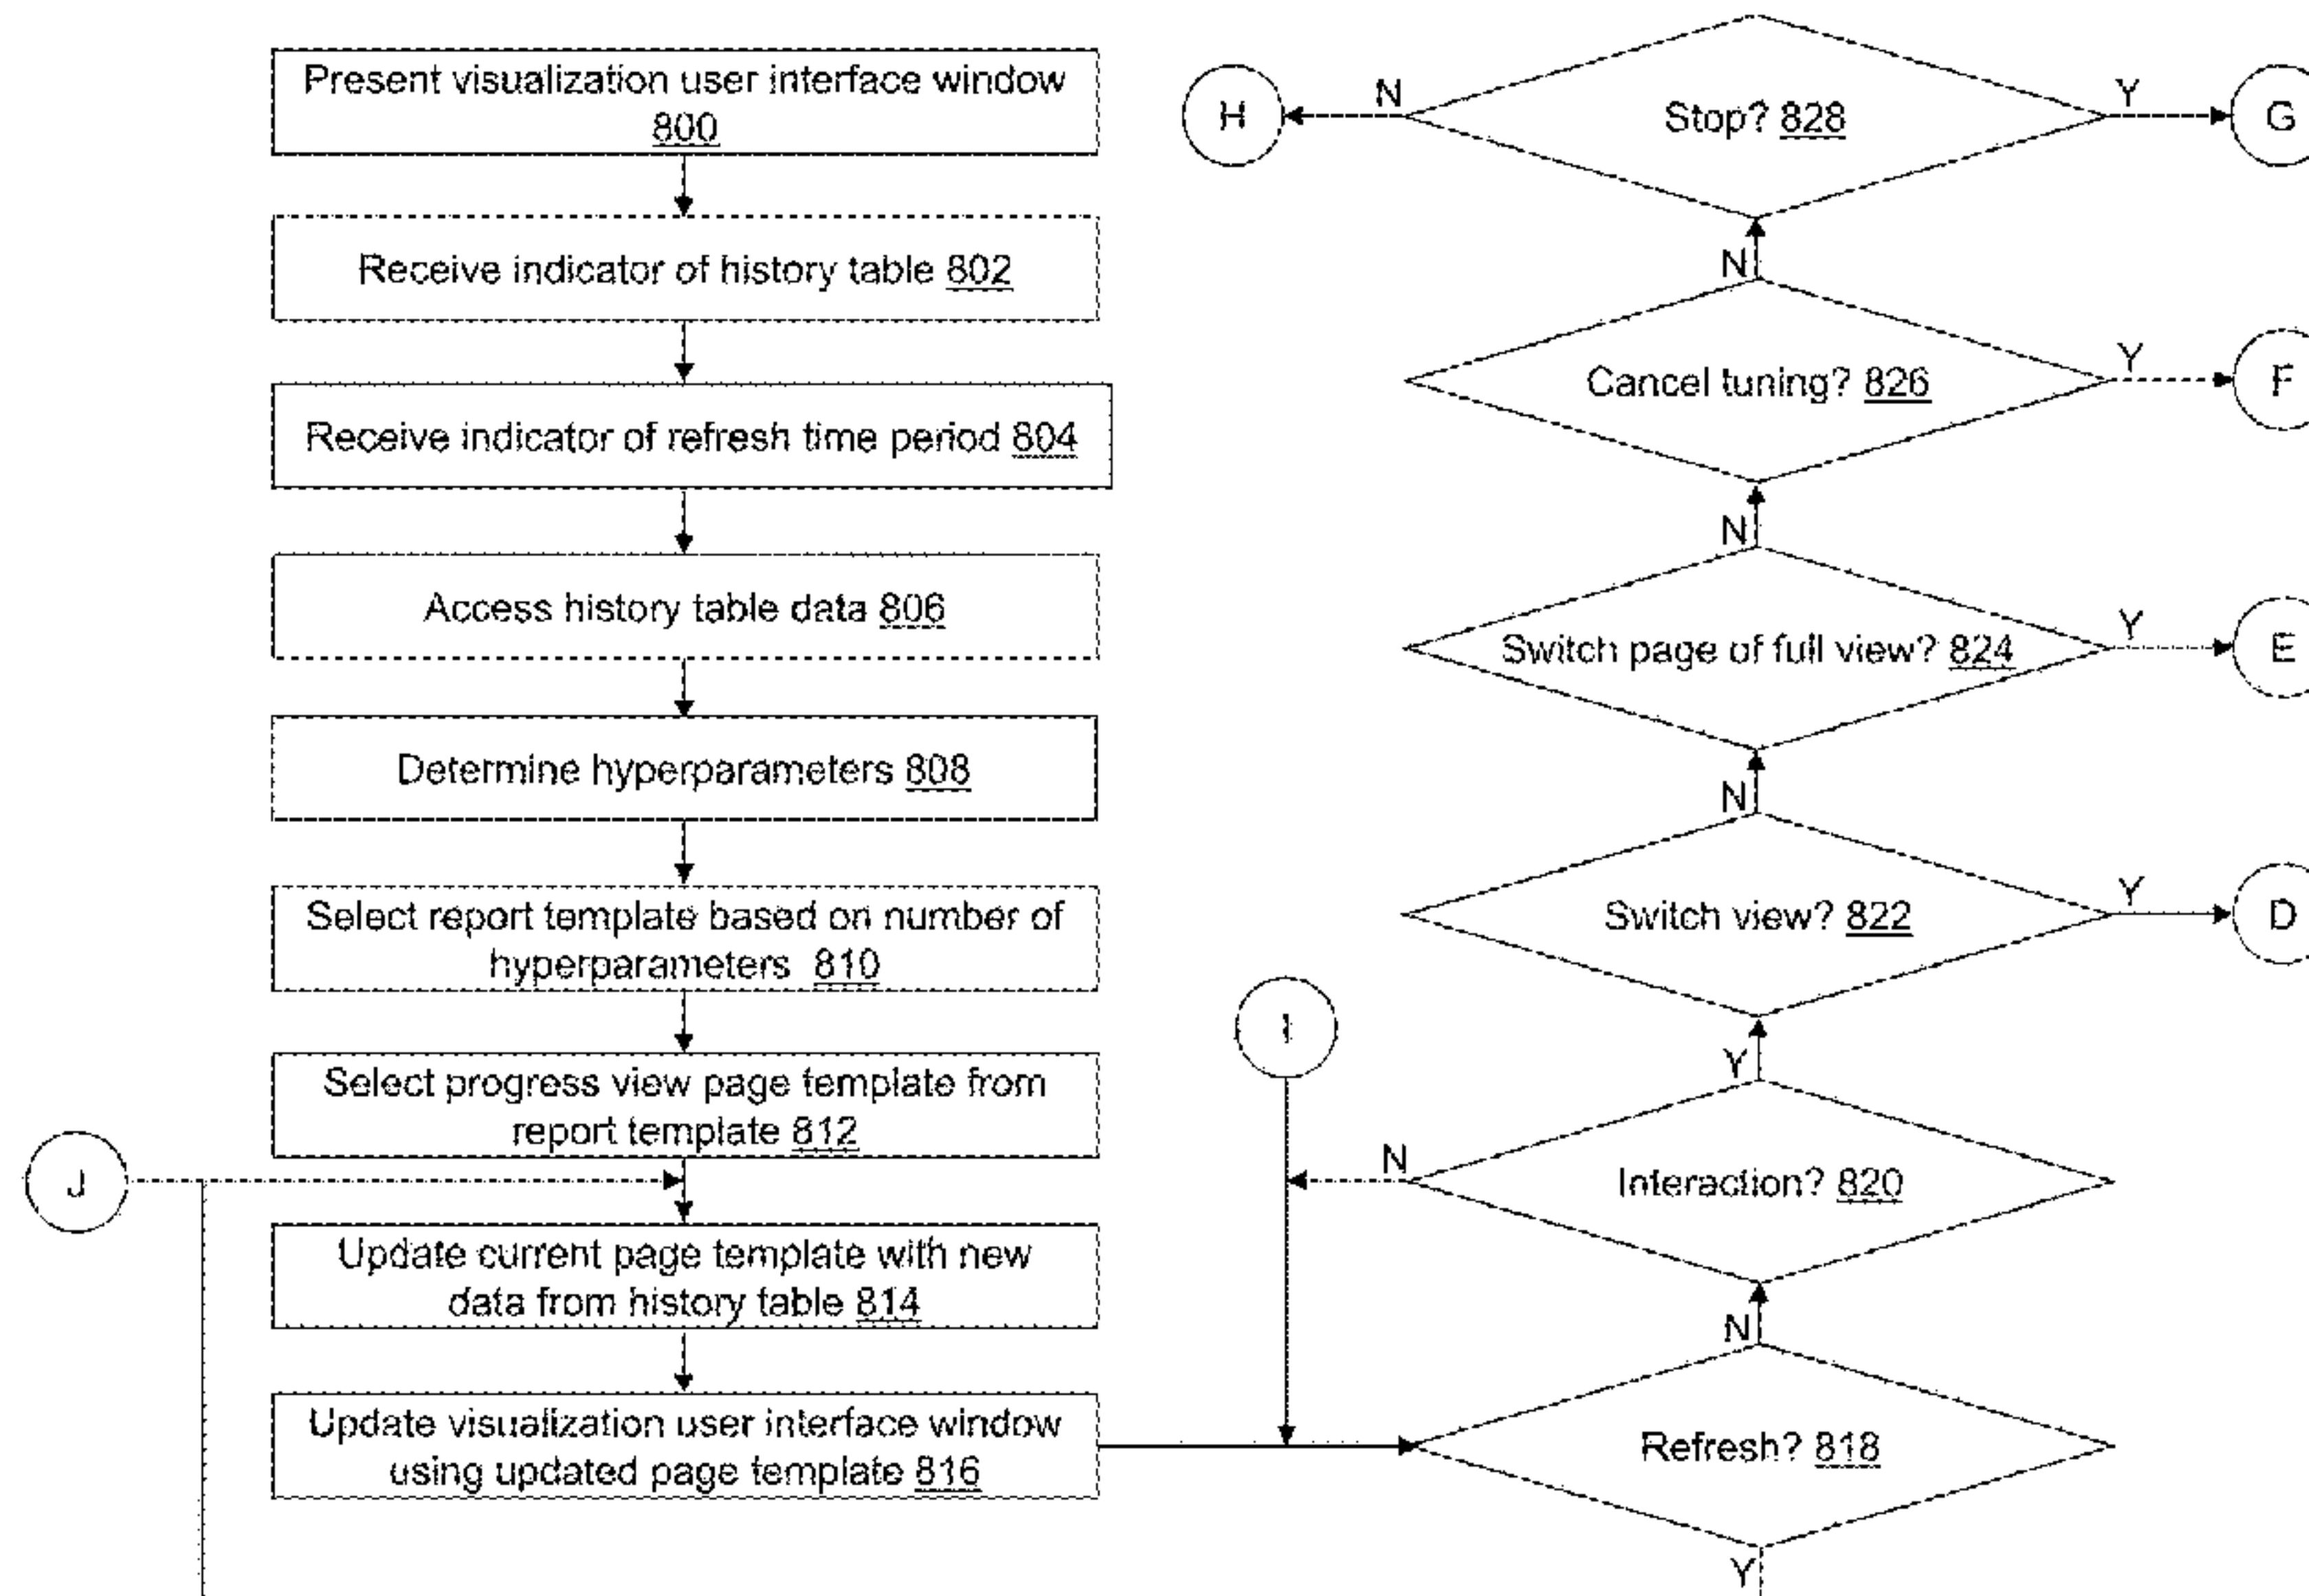 Present visualization user interface window
800
Receive indicator of history table 802
Receive indicator of refresh time period 804
Access history table data 806
Determine hyperparameters 808
Select report template based on number of
hyperparameters 810
Select progress view page template from
report template 812
J
Update current page template with new
data from history table 814
Update visualization user interface window
using updated page template 816
H
N
Stop? 828
Y
G
N
Cancel tuning? 826
Y
F
N
Switch page of full view? 824
Y
E
N
Switch view? 822
Y
D
I
Y
N
Interaction? 820
N
Refresh? 818
Y